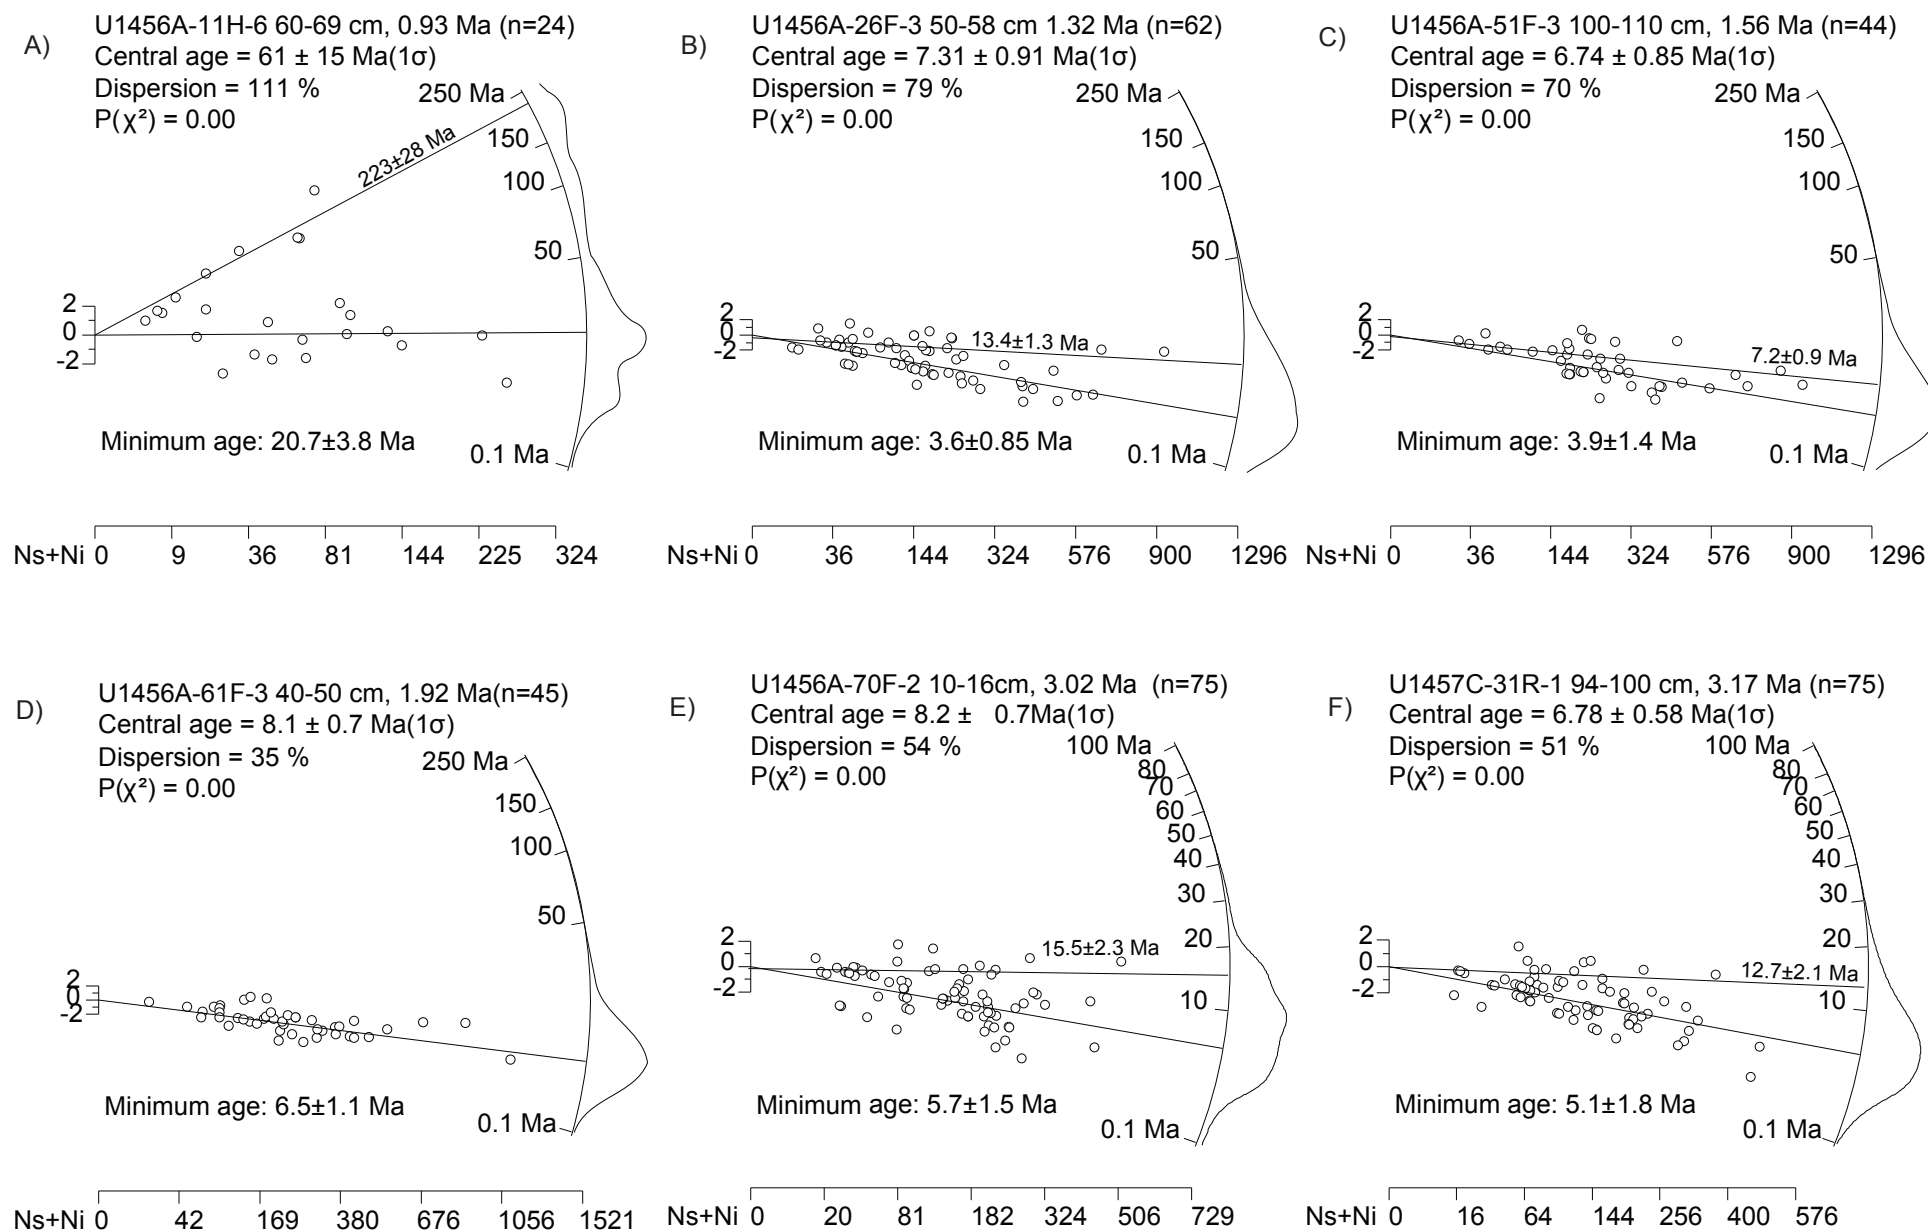 A)
U1456A-11H-6 60-69 cm, 0.93 Ma (n=24)
Central age = 61 ± 15 Ma(1σ)
Dispersion = 111 %
P(χ²) = 0.00
250 Ma
150
100
50
0.1 Ma
223±28 Ma
2
0
-2
Minimum age: 20.7±3.8 Ma
Ns+Ni 0 9 36 81 144 225 324
B)
U1456A-26F-3 50-58 cm 1.32 Ma (n=62)
Central age = 7.31 ± 0.91 Ma(1σ)
Dispersion = 79 %
P(χ²) = 0.00
250 Ma
150
100
50
0.1 Ma
13.4±1.3 Ma
2
0
-2
Minimum age: 3.6±0.85 Ma
Ns+Ni 0 36 144 324 576 900 1296
C)
U1456A-51F-3 100-110 cm, 1.56 Ma (n=44)
Central age = 6.74 ± 0.85 Ma(1σ)
Dispersion = 70 %
P(χ²) = 0.00
250 Ma
150
100
50
0.1 Ma
7.2±0.9 Ma
2
0
-2
Minimum age: 3.9±1.4 Ma
Ns+Ni 0 36 144 324 576 900 1296
D)
U1456A-61F-3 40-50 cm, 1.92 Ma(n=45)
Central age = 8.1 ± 0.7 Ma(1σ)
Dispersion = 35 %
P(χ²) = 0.00
250 Ma
150
100
50
0.1 Ma
2
0
-2
Minimum age: 6.5±1.1 Ma
Ns+Ni 0 42 169 380 676 1056 1521
E)
U1456A-70F-2 10-16cm, 3.02 Ma (n=75)
Central age = 8.2 ± 0.7Ma(1σ)
Dispersion = 54 %
P(χ²) = 0.00
100 Ma
80
70
60
50
40
30
20
10
0.1 Ma
15.5±2.3 Ma
2
0
-2
Minimum age: 5.7±1.5 Ma
Ns+Ni 0 20 81 182 324 506 729
F)
U1457C-31R-1 94-100 cm, 3.17 Ma (n=75)
Central age = 6.78 ± 0.58 Ma(1σ)
Dispersion = 51 %
P(χ²) = 0.00
100 Ma
80
70
60
50
40
30
20
10
0.1 Ma
12.7±2.1 Ma
2
0
-2
Minimum age: 5.1±1.8 Ma
Ns+Ni 0 16 64 144 256 400 576